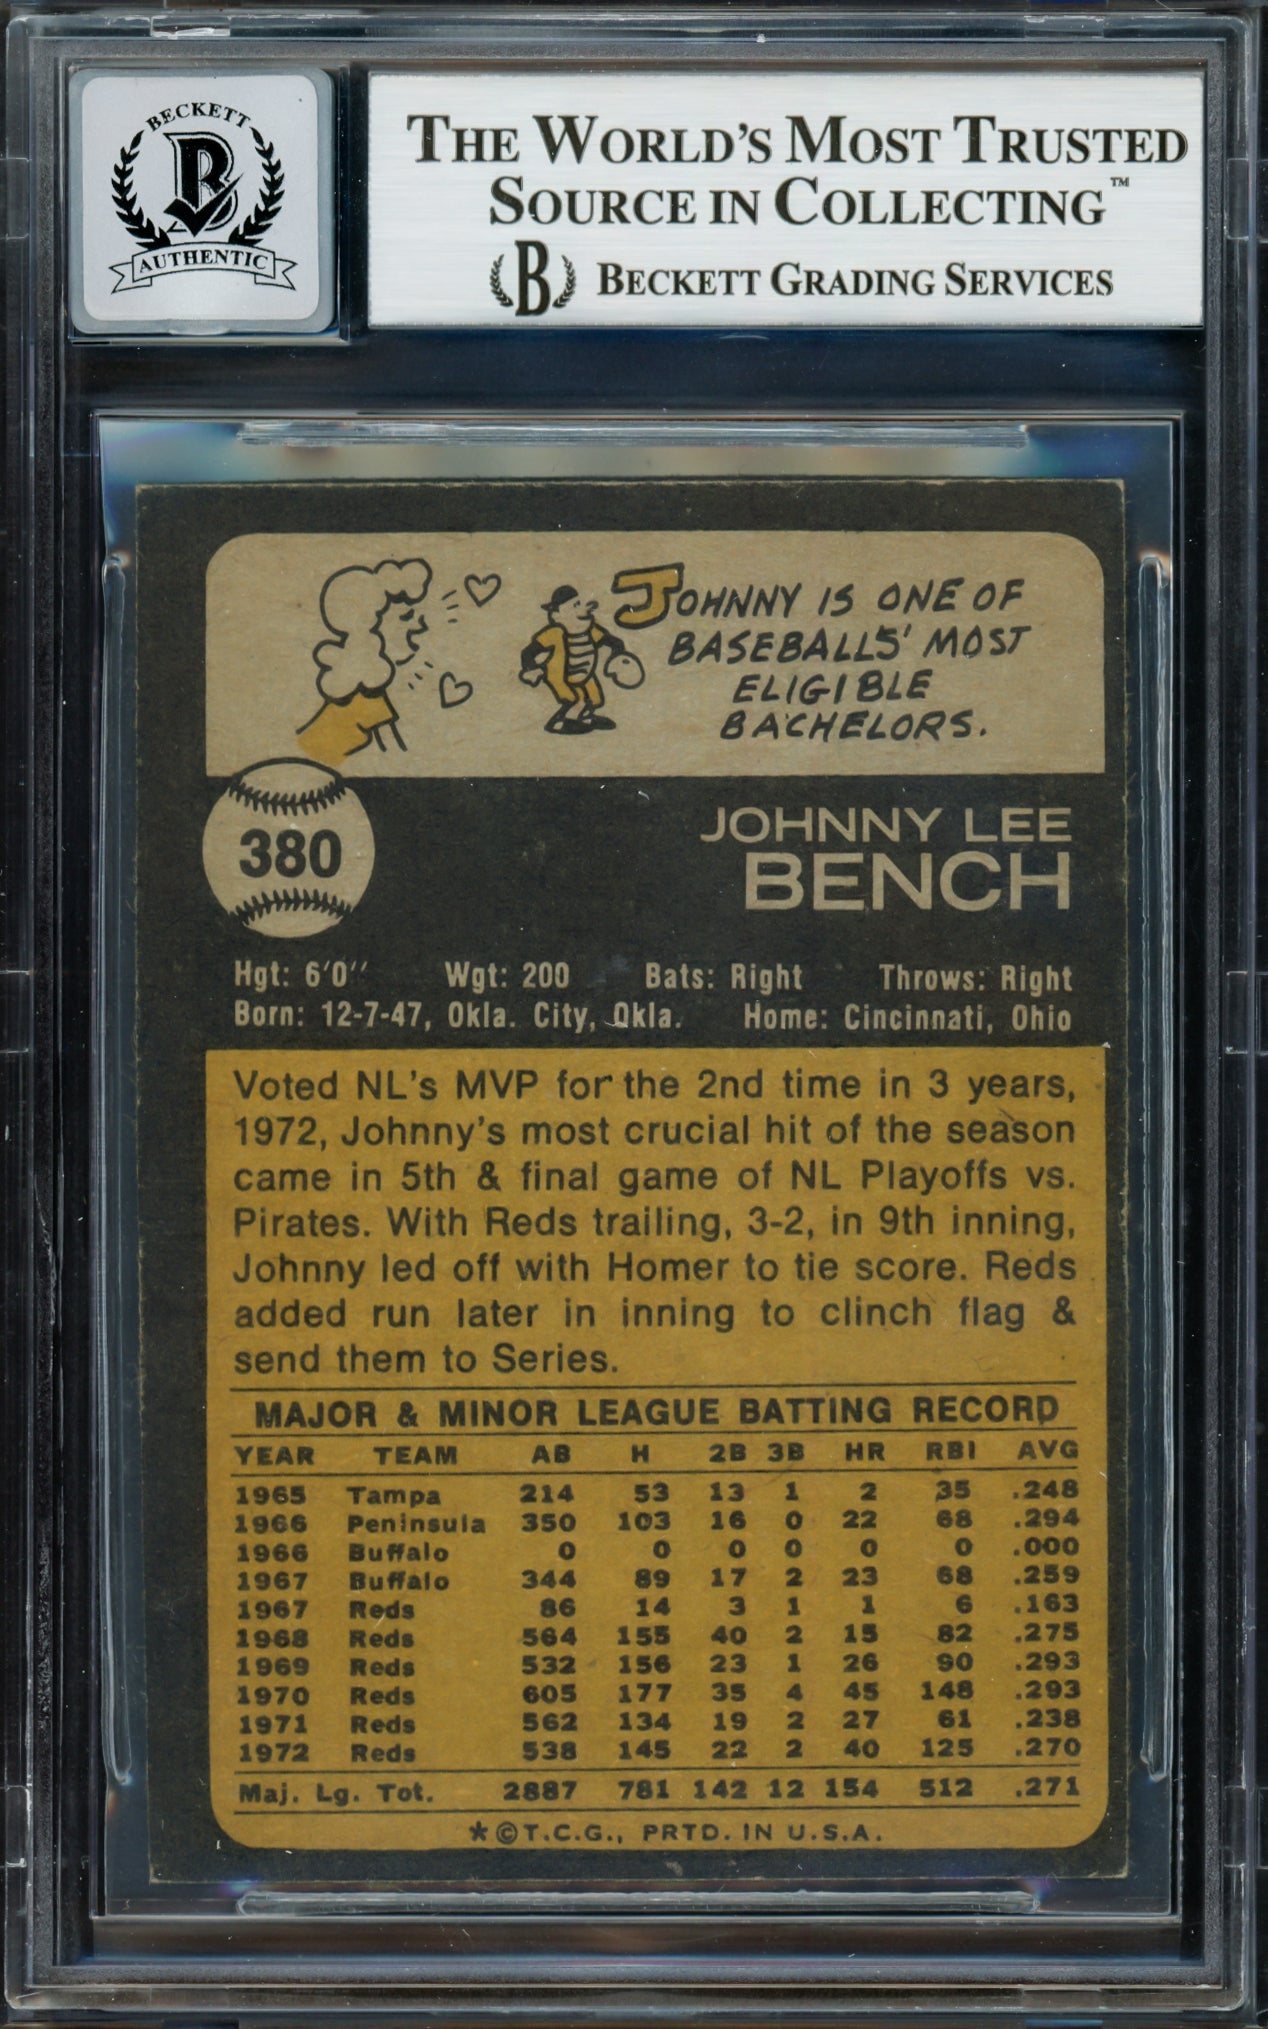 BECKETT
B
AUTHENTIC
THE WORLD'S MOST TRUSTED
SOURCE IN COLLECTING™
B BECKETT GRADING SERVICES
JOHNNY IS ONE OF
BASEBALLS' MOST
ELIGIBLE
BACHELORS.
380
JOHNNY LEE
BENCH
Hgt: 6'0" Wgt: 200 Bats: Right Throws: Right
Born: 12-7-47, Okla. City, Okla. Home: Cincinnati, Ohio
Voted NL's MVP for the 2nd time in 3 years,
1972, Johnny's most crucial hit of the season
came in 5th & final game of NL Playoffs vs.
Pirates. With Reds trailing, 3-2, in 9th inning,
Johnny led off with Homer to tie score. Reds
added run later in inning to clinch flag &
send them to Series.
MAJOR & MINOR LEAGUE BATTING RECORD
YEAR TEAM AB H 2B 3B HR RBI AVG
1965 Tampa 214 53 13 1 2 35 .248
1966 Peninsula 350 103 16 0 22 68 .294
1966 Buffalo 0 0 0 0 0 0 .000
1967 Buffalo 344 89 17 2 23 68 .259
1967 Reds 86 14 3 1 1 6 .163
1968 Reds 564 155 40 2 15 82 .275
1969 Reds 532 156 23 1 26 90 .293
1970 Reds 605 177 35 4 45 148 .293
1971 Reds 562 134 19 2 27 61 .238
1972 Reds 538 145 22 2 40 125 .270
Maj. Lg. Tot. 2887 781 142 12 154 512 .271
*©T.C.G., PRTD. IN U.S.A.